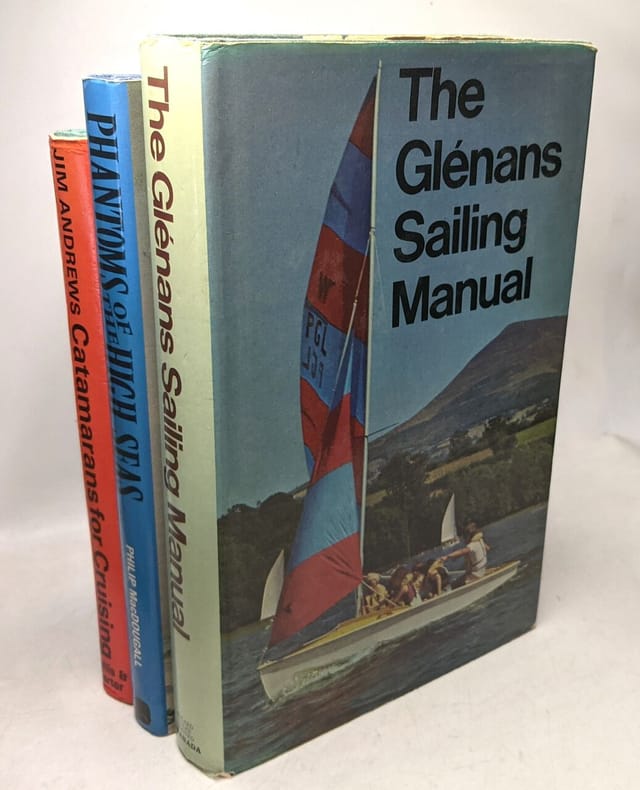 JIM ANDREWS Catamarans for Cruising
PHANTOMS OF THE HIGH SEAS
PHILIP MacDOUGALL
The Glénans Sailing Manual
The
Glénans
Sailing
Manual
W
PGL